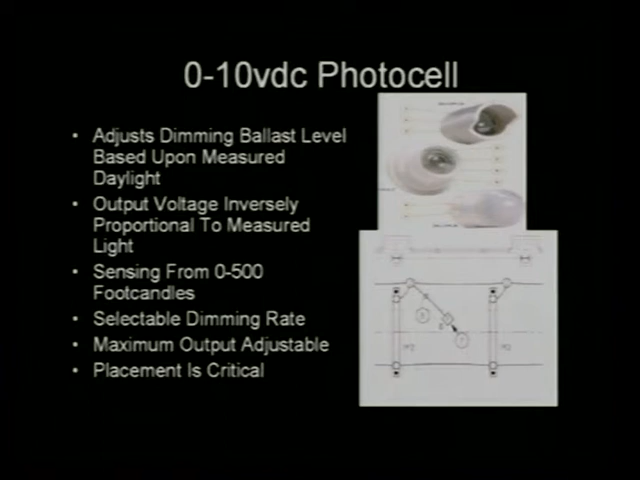 0-10vdc Photocell
• Adjusts Dimming Ballast Level
Based Upon Measured
Daylight
• Output Voltage Inversely
Proportional To Measured
Light
• Sensing From 0-500
Footcandles
• Selectable Dimming Rate
• Maximum Output Adjustable
• Placement Is Critical